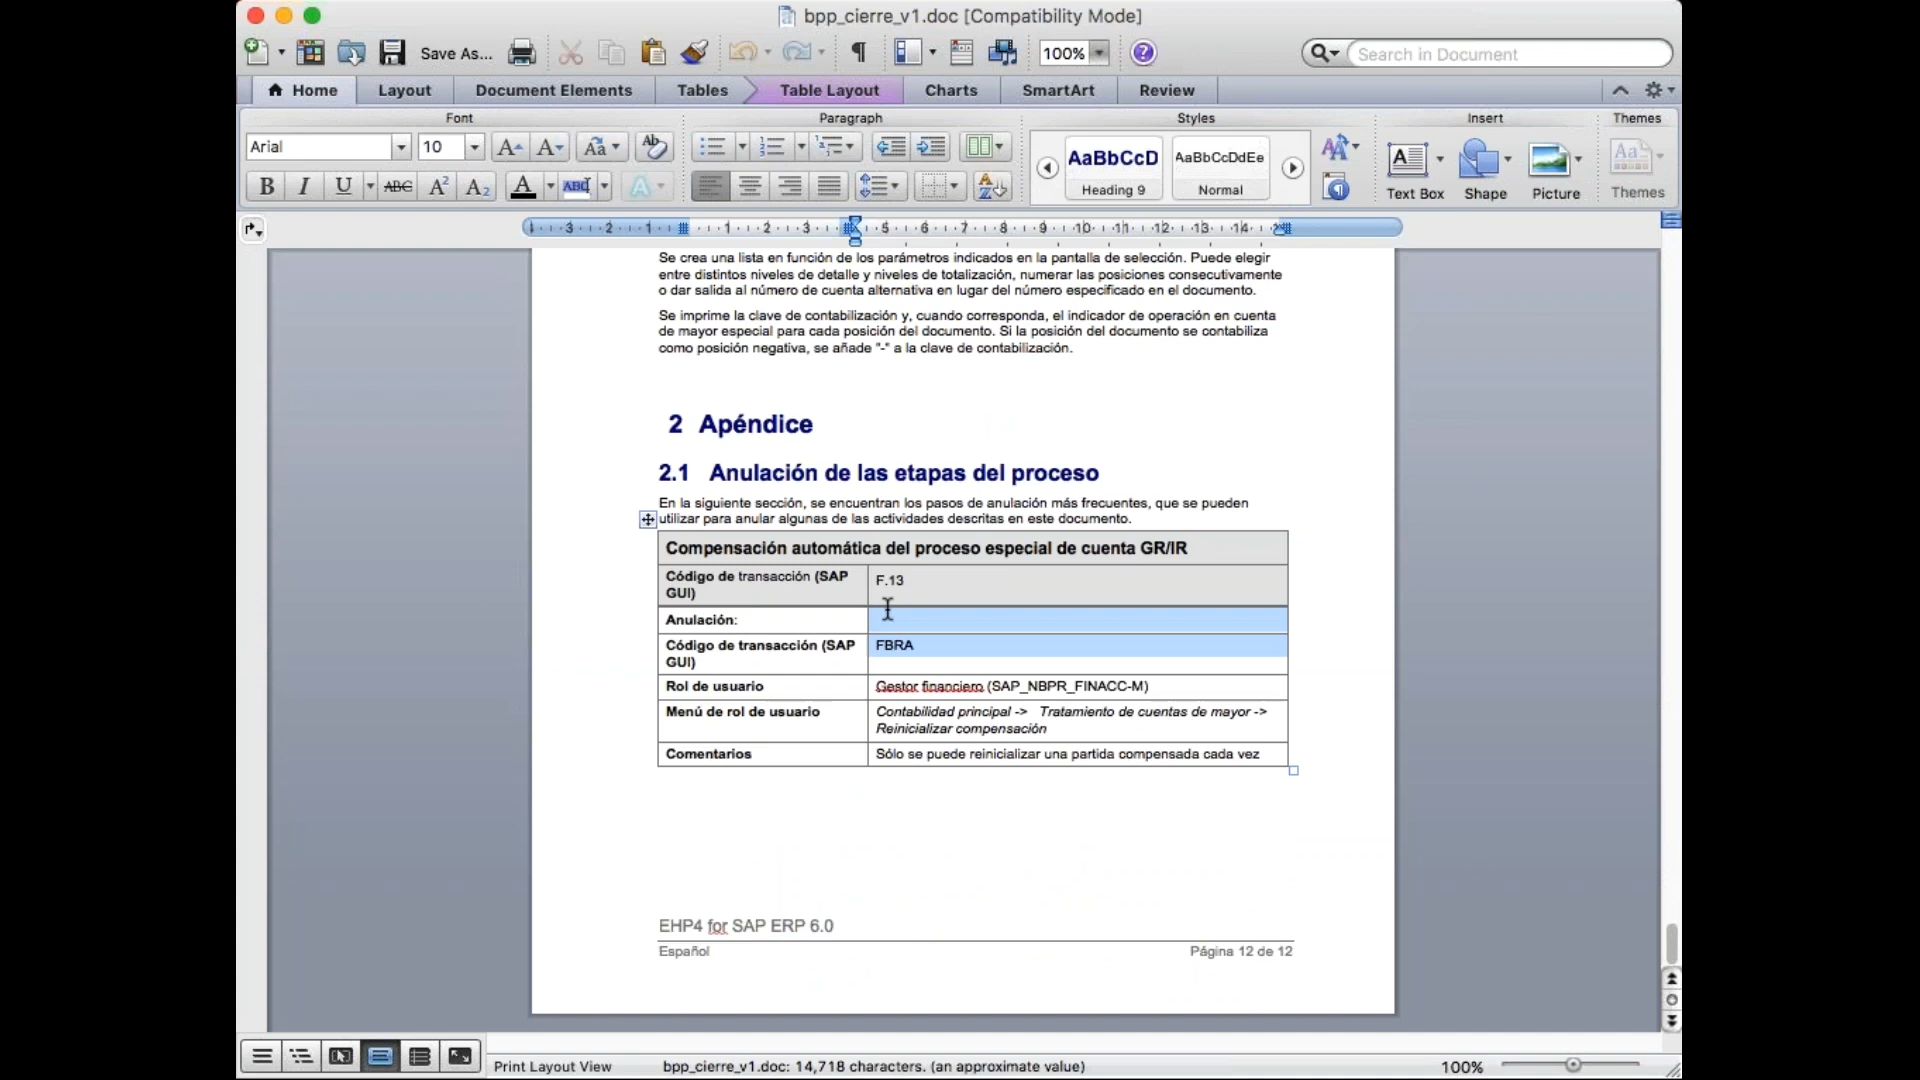 bpp_cierre_v1.doc [Compatibility Mode]
Save As...
100%
Search in Document
Home
Layout
Document Elements
Tables
Table Layout
Charts
SmartArt
Review
Font
Paragraph
Styles
Insert
Themes
Arial
10
AaBbCcD
AaBbCcDdEe
Heading 9
Normal
Text Box
Shape
Picture
Themes
Se crea una lista en función de los parámetros indicados en la pantalla de selección. Puede elegir
entre distintos niveles de detalle y niveles de totalización, numerar las posiciones consecutivamente
o dar salida al número de cuenta alternativa en lugar del número especificado en el documento.
Se imprime la clave de contabilización y, cuando corresponda, el indicador de operación en cuenta
de mayor especial para cada posición del documento. Si la posición del documento se contabiliza
como posición negativa, se añade "-" a la clave de contabilización.
2 Apéndice
2.1 Anulación de las etapas del proceso
En la siguiente sección, se encuentran los pasos de anulación más frecuentes, que se pueden
utilizar para anular algunas de las actividades descritas en este documento.
Compensación automática del proceso especial de cuenta GR/IR
Código de transacción (SAP
GUI)
F.13
Anulación:
Código de transacción (SAP
GUI)
FBRA
Rol de usuario
Gestor financiero (SAP_NBPR_FINACC-M)
Menú de rol de usuario
Contabilidad principal -> Tratamiento de cuentas de mayor ->
Reinicializar compensación
Comentarios
Sólo se puede reinicializar una partida compensada cada vez
EHP4 for SAP ERP 6.0
Español
Página 12 de 12
Print Layout View
bpp_cierre_v1.doc: 14,718 characters. (an approximate value)
100%